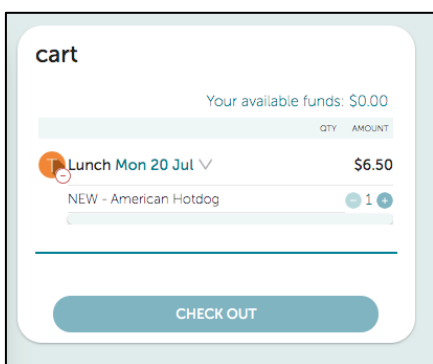 cart
Your available funds: $0.00
QTY AMOUNT
T Lunch Mon 20 Jul $6.50
NEW - American Hotdog 1
CHECK OUT